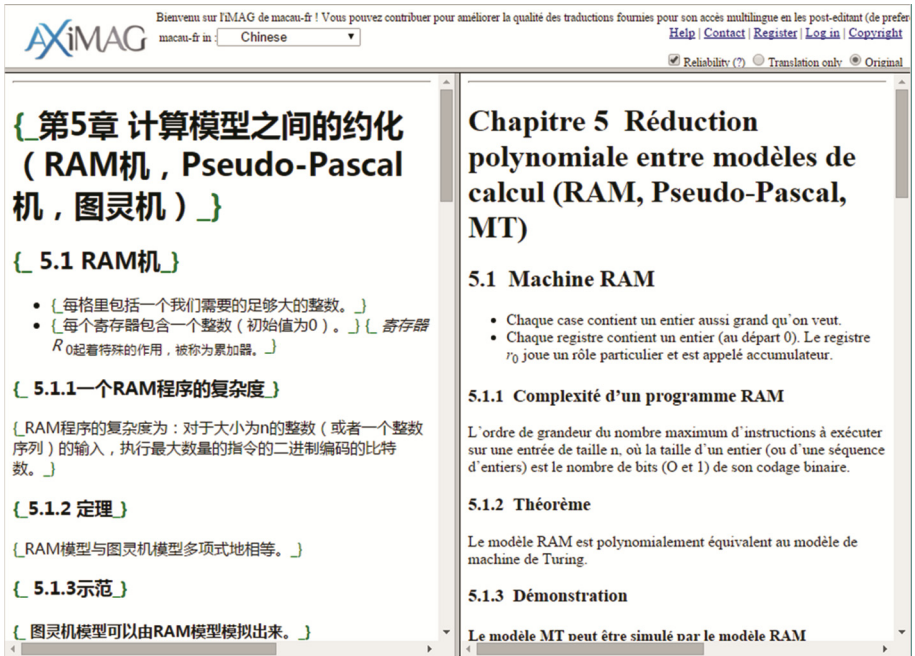 AXiMAG
Bienvenu sur l'iMAG de macau-fr ! Vous pouvez contribuer pour améliorer la qualité des traductions fournies pour son accès multilingue en les post-editant (de prefer
macau-fr in : Chinese
Help | Contact | Register | Log in | Copyright
Reliability (?) Translation only Original
{_第5章 计算模型之间的约化
（RAM机，Pseudo-Pascal
机，图灵机）_}
{_ 5.1 RAM机_}
• {_每格里包括一个我们需要的足够大的整数。_}
• {_每个寄存器包含一个整数（初始值为0）。_} {_ 寄存器
R 0起着特殊的作用，被称为累加器。_}
{_ 5.1.1一个RAM程序的复杂度_}
{_RAM程序的复杂度为：对于大小为n的整数（或者一个整数
序列）的输入，执行最大数量的指令的二进制编码的比特
数。_}
{_5.1.2 定理_}
{_RAM模型与图灵机模型多项式地相等。_}
{_ 5.1.3示范_}
{_ 图灵机模型可以由RAM模型模拟出来。_}
Chapitre 5 Réduction
polynomiale entre modèles de
calcul (RAM, Pseudo-Pascal,
MT)
5.1 Machine RAM
• Chaque case contient un entier aussi grand qu'on veut.
• Chaque registre contient un entier (au départ 0). Le registre
r0 joue un rôle particulier et est appelé accumulateur.
5.1.1 Complexité d'un programme RAM
L'ordre de grandeur du nombre maximum d'instructions à exécuter
sur une entrée de taille n, où la taille d'un entier (ou d'une séquence
d'entiers) est le nombre de bits (O et 1) de son codage binaire.
5.1.2 Théorème
Le modèle RAM est polynomialement équivalent au modèle de
machine de Turing.
5.1.3 Démonstration
Le modèle MT peut être simulé par le modèle RAM